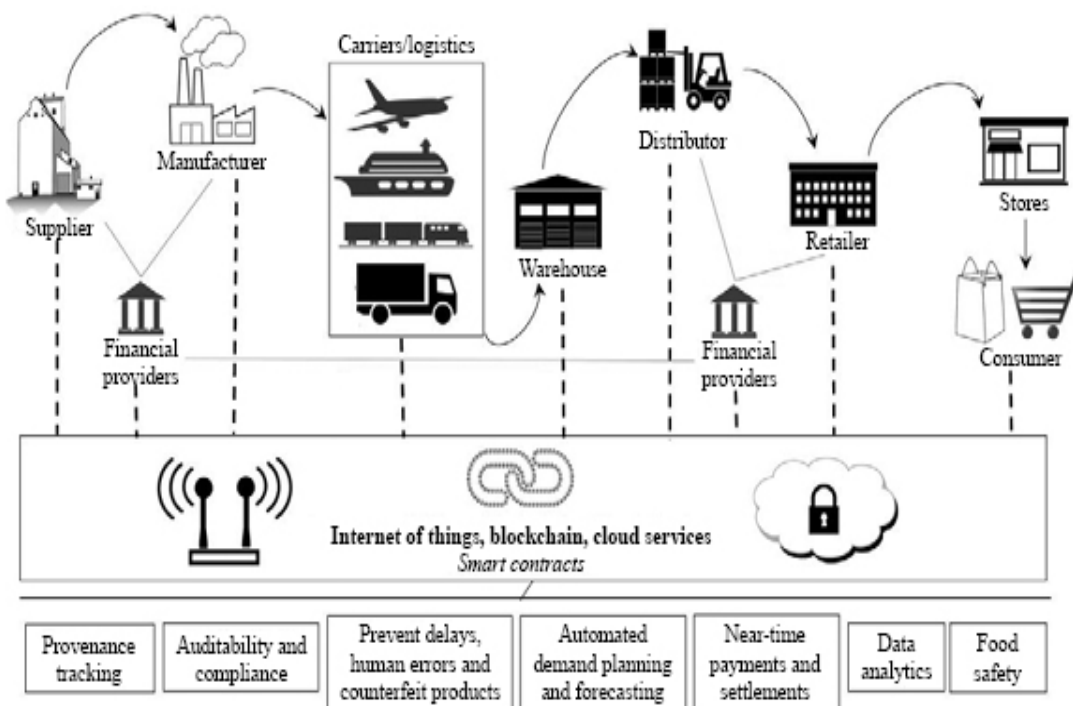 Carriers/logistics
Manufacturer
Distributor
Supplier
Warehouse
Retailer
Stores
Financial
providers
Financial
providers
Consumer
Internet of things, blockchain, cloud services
Smart contracts
Provenance
tracking
Auditability and
compliance
Prevent delays,
human errors and
counterfeit products
Automated
demand planning
and forecasting
Near-time
payments and
settlements
Data
analytics
Food
safety